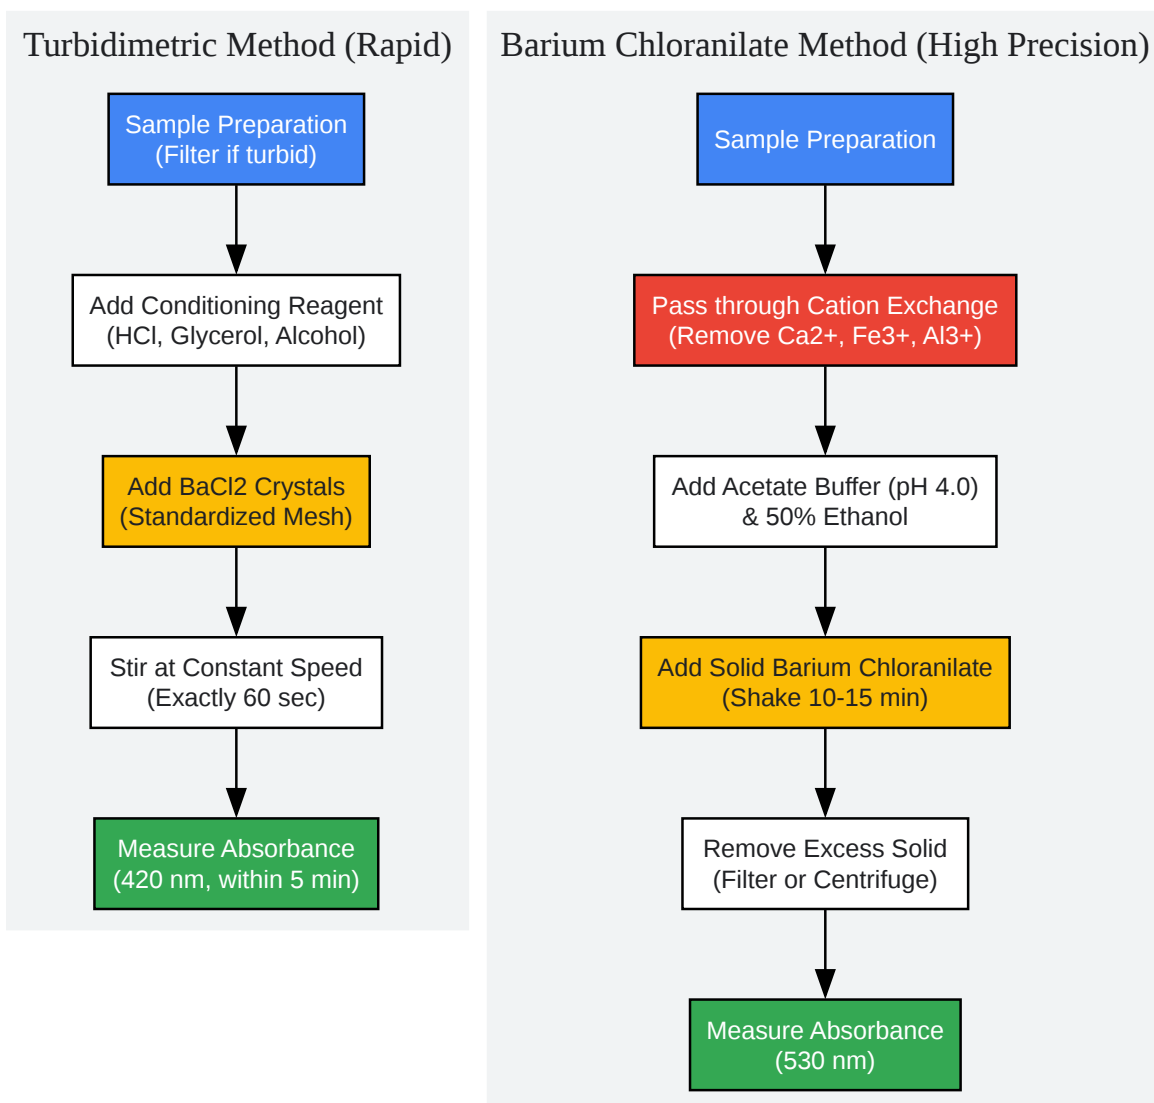 Turbidimetric Method (Rapid)
Sample Preparation
(Filter if turbid)
Add Conditioning Reagent
(HCl, Glycerol, Alcohol)
Add BaCl2 Crystals
(Standardized Mesh)
Stir at Constant Speed
(Exactly 60 sec)
Measure Absorbance
(420 nm, within 5 min)
Barium Chloranilate Method (High Precision)
Sample Preparation
Pass through Cation Exchange
(Remove Ca2+, Fe3+, Al3+)
Add Acetate Buffer (pH 4.0)
& 50% Ethanol
Add Solid Barium Chloranilate
(Shake 10-15 min)
Remove Excess Solid
(Filter or Centrifuge)
Measure Absorbance
(530 nm)